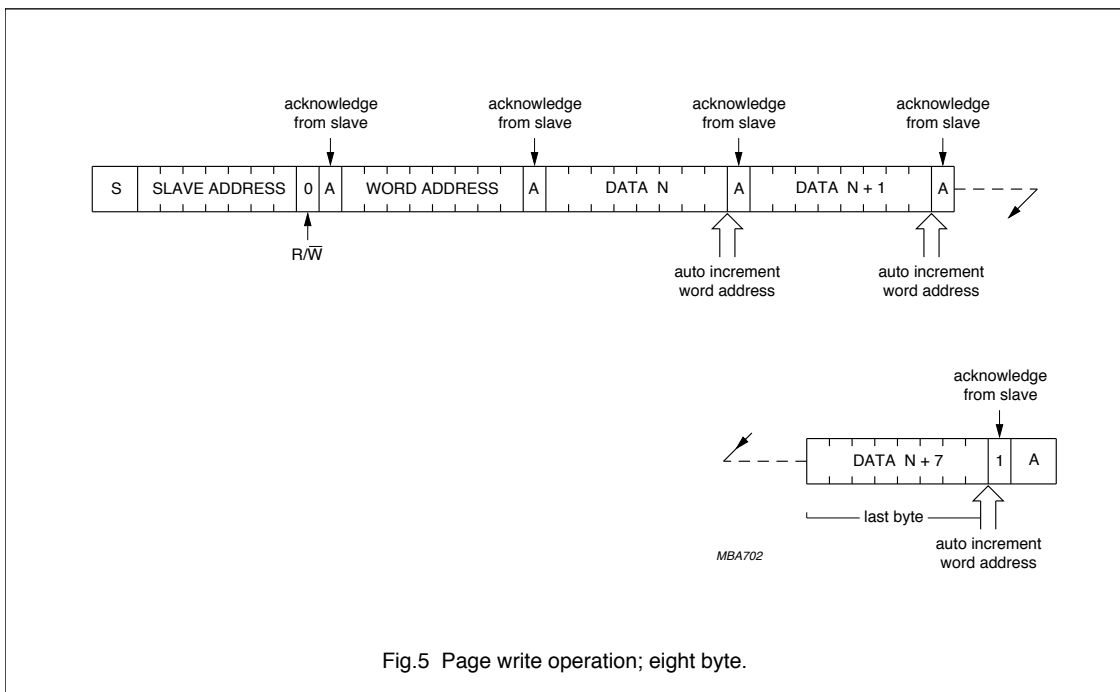 acknowledge
from slave
acknowledge
from slave
acknowledge
from slave
acknowledge
from slave
S SLAVE ADDRESS 0 A WORD ADDRESS A DATA N A DATA N + 1 A
R/W̅
auto increment
word address
auto increment
word address
acknowledge
from slave
DATA N + 7 1 A
last byte
auto increment
word address
MBA702
Fig.5 Page write operation; eight byte.